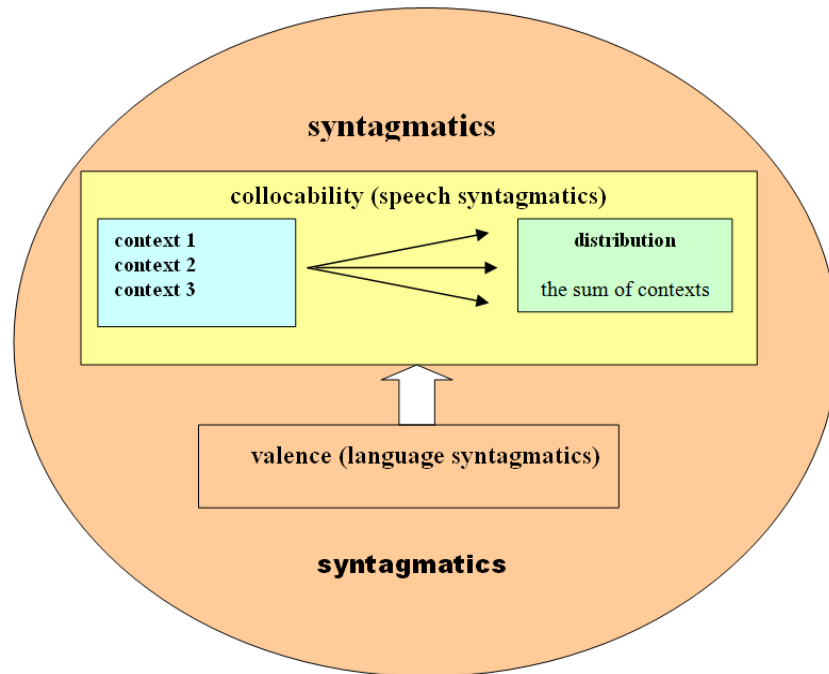 syntagmatics
collocability (speech syntagmatics)
context 1
context 2
context 3
distribution
the sum of contexts
valence (language syntagmatics)
syntagmatics